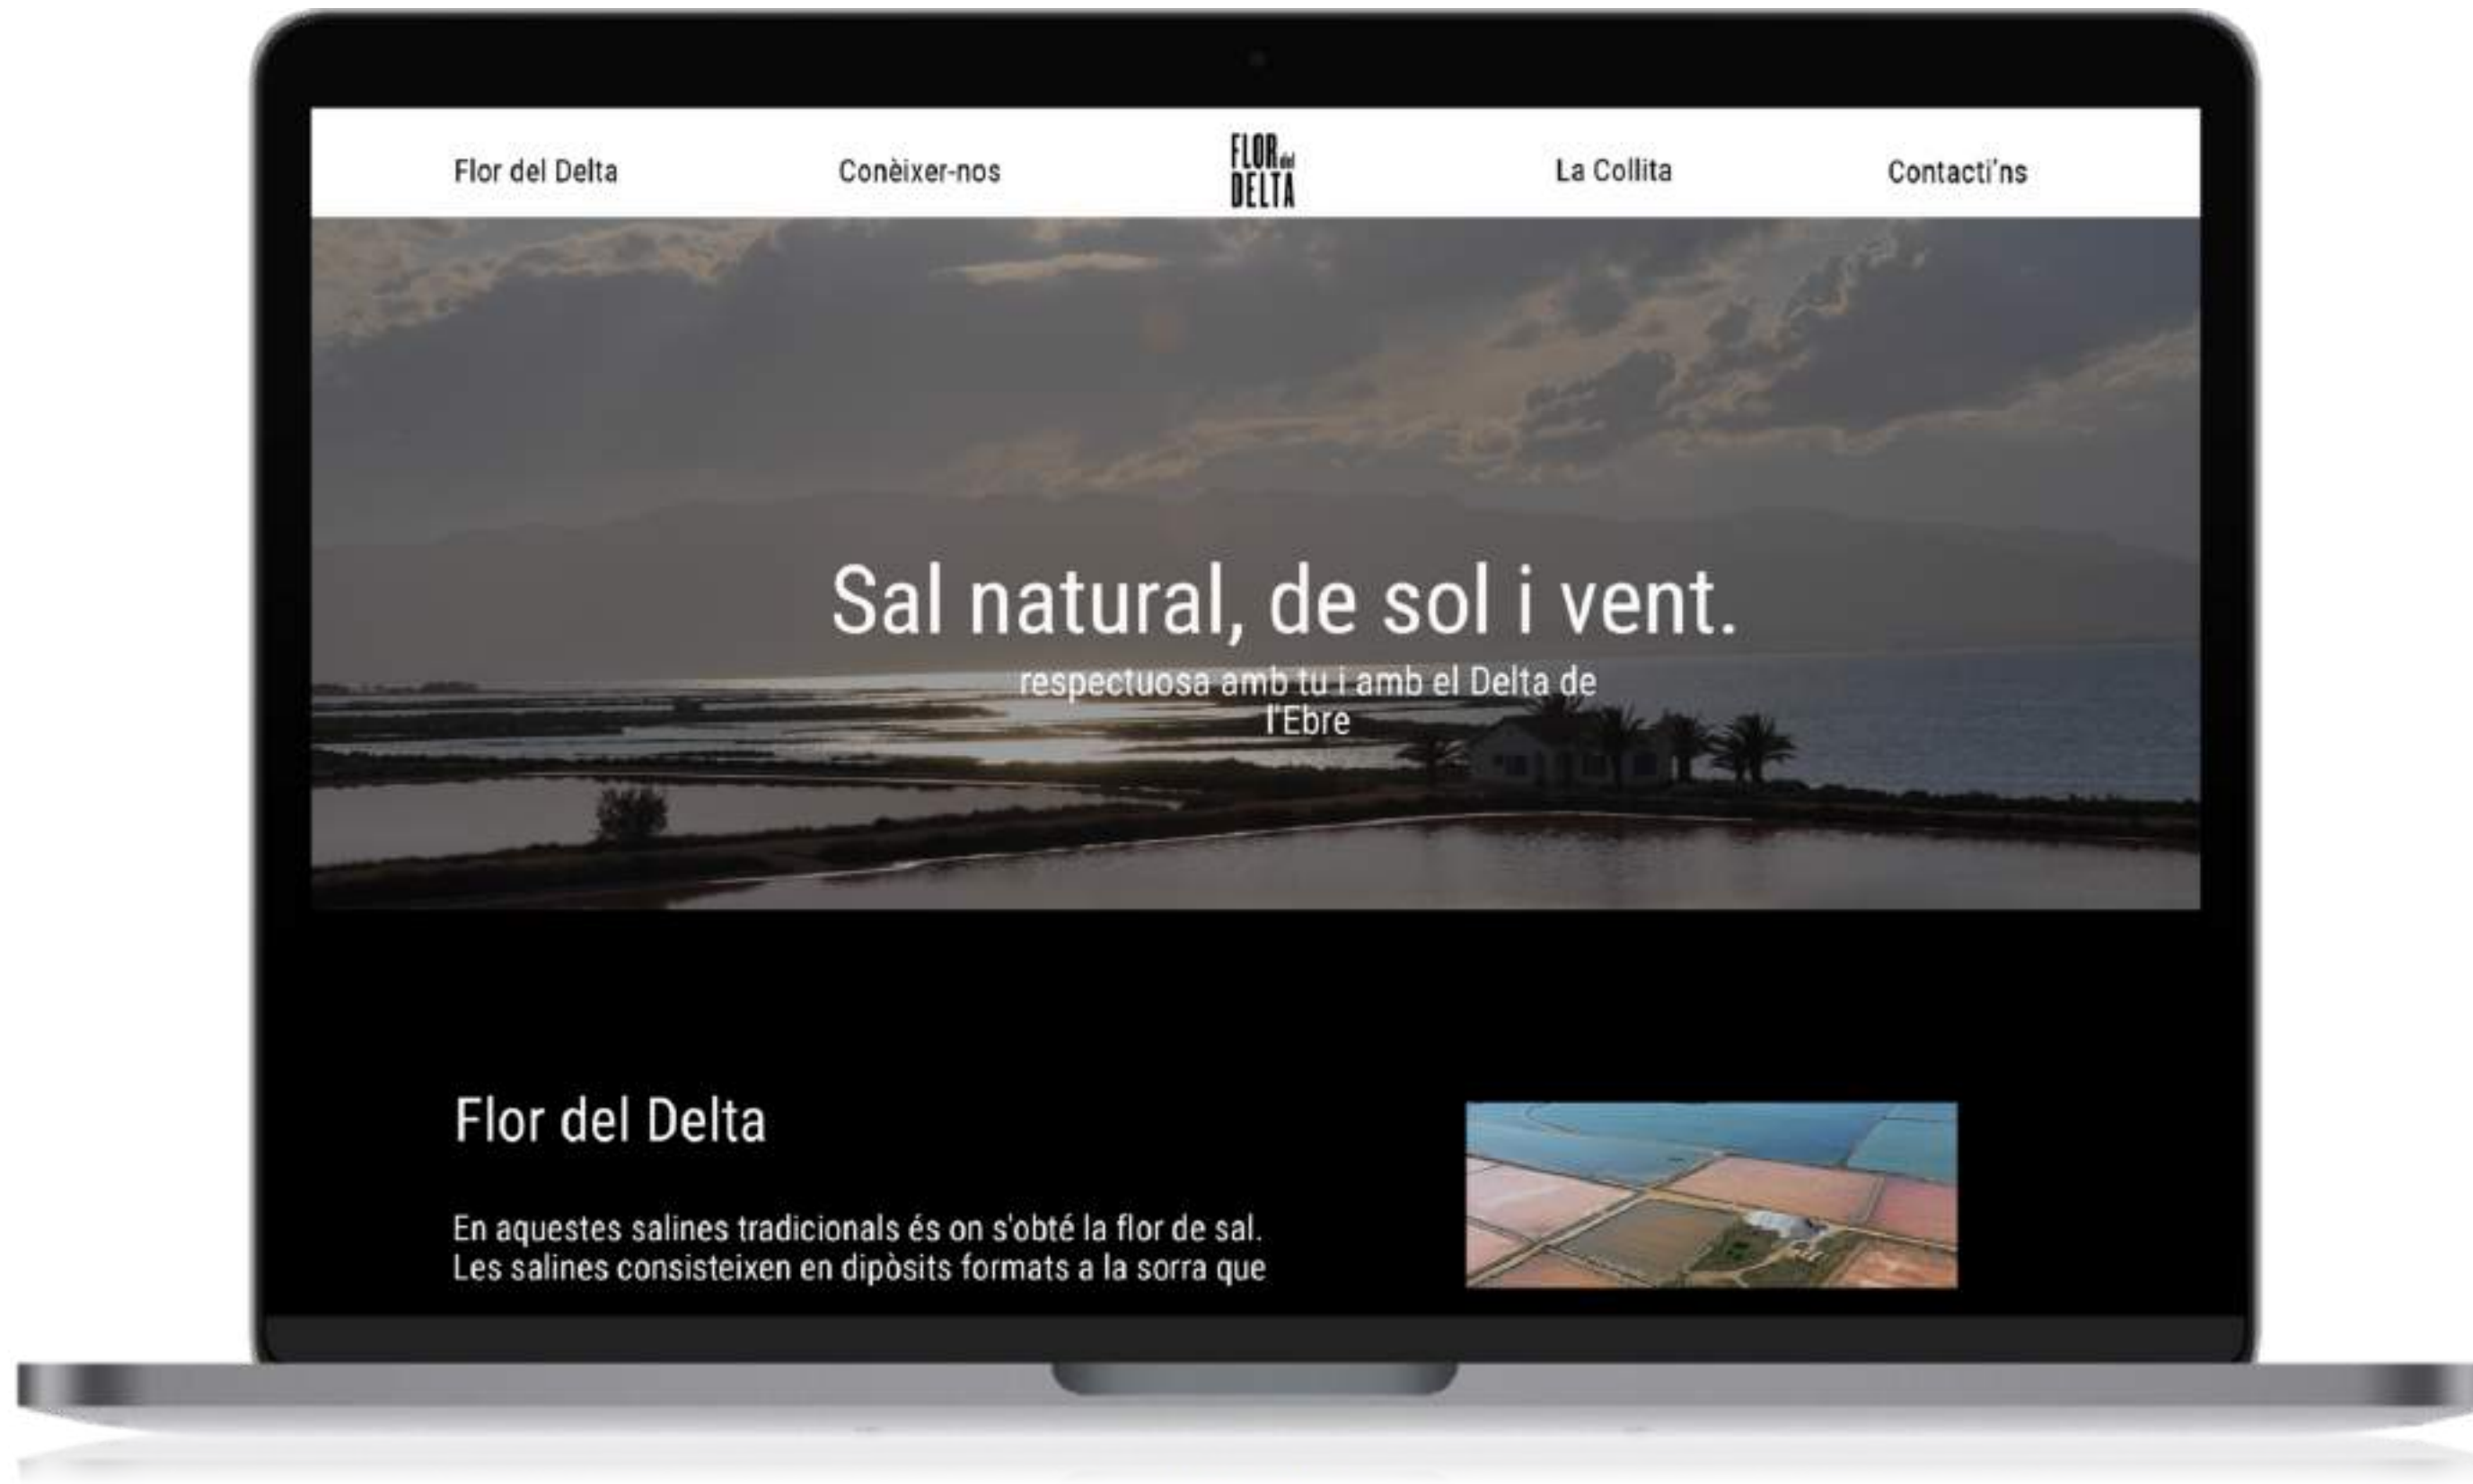 Flor del Delta
Conèixer-nos
FLOR del
DELTA
La Collita
Contacti'ns
Sal natural, de sol i vent.
respectuosa amb tu i amb el Delta de
l'Ebre
Flor del Delta
En aquestes salines tradicionals és on s'obté la flor de sal.
Les salines consisteixen en dipòsits formats a la sorra que